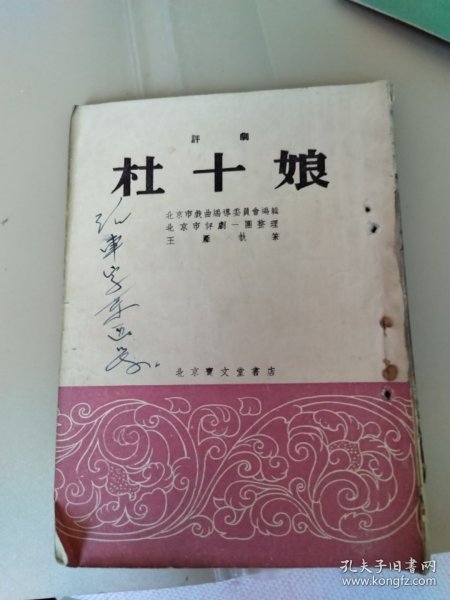 評劇
杜十娘
北京市戲曲編導委員會編輯
北京市評劇一團整理
王雁執筆
北京寶文堂書店
孔夫子旧书网
www.kongfz.com